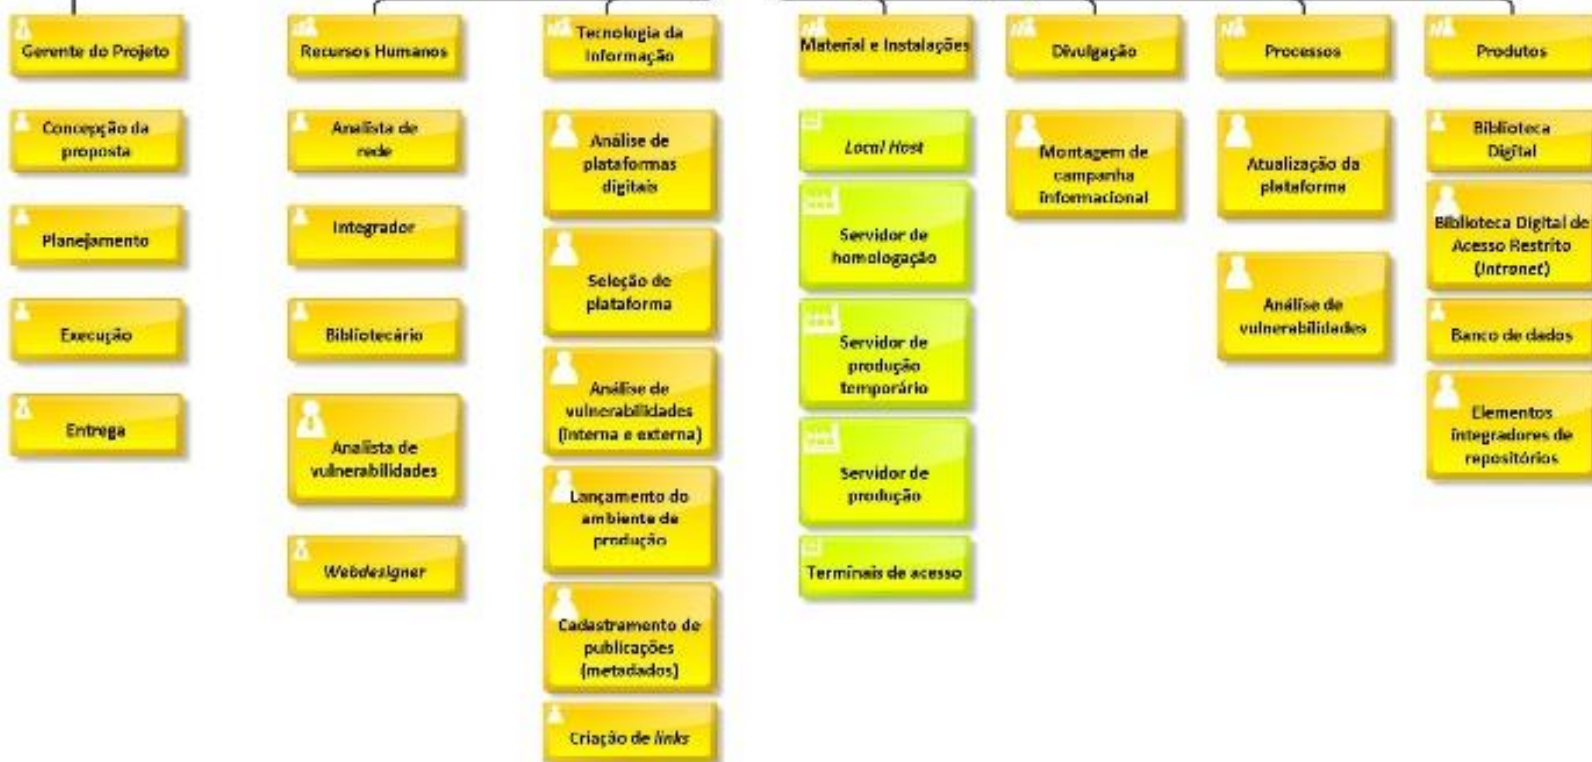 Gerente do Projeto
Concepção da
proposta
Planejamento
Execução
Entrega
Recursos Humanos
Analista de
rede
Integrador
Bibliotecário
Analista de
vulnerabilidades
Webdesigner
Tecnologia da
Informação
Análise de
plataformas
digitais
Seleção de
plataforma
Análise de
vulnerabilidades
(interna e externa)
Lançamento do
ambiente de
produção
Cadastramento de
publicações
(metadados)
Criação de links
Material e Instalações
Local Host
Servidor de
homologação
Servidor de
produção
temporário
Servidor de
produção
Terminais de acesso
Divulgação
Montagem de
campanha
informacional
Processos
Atualização da
plataforma
Análise de
vulnerabilidades
Produtos
Biblioteca
Digital
Biblioteca Digital de
Acesso Restrito
(Intranet)
Banco de dados
Elementos
integradores de
repositórios